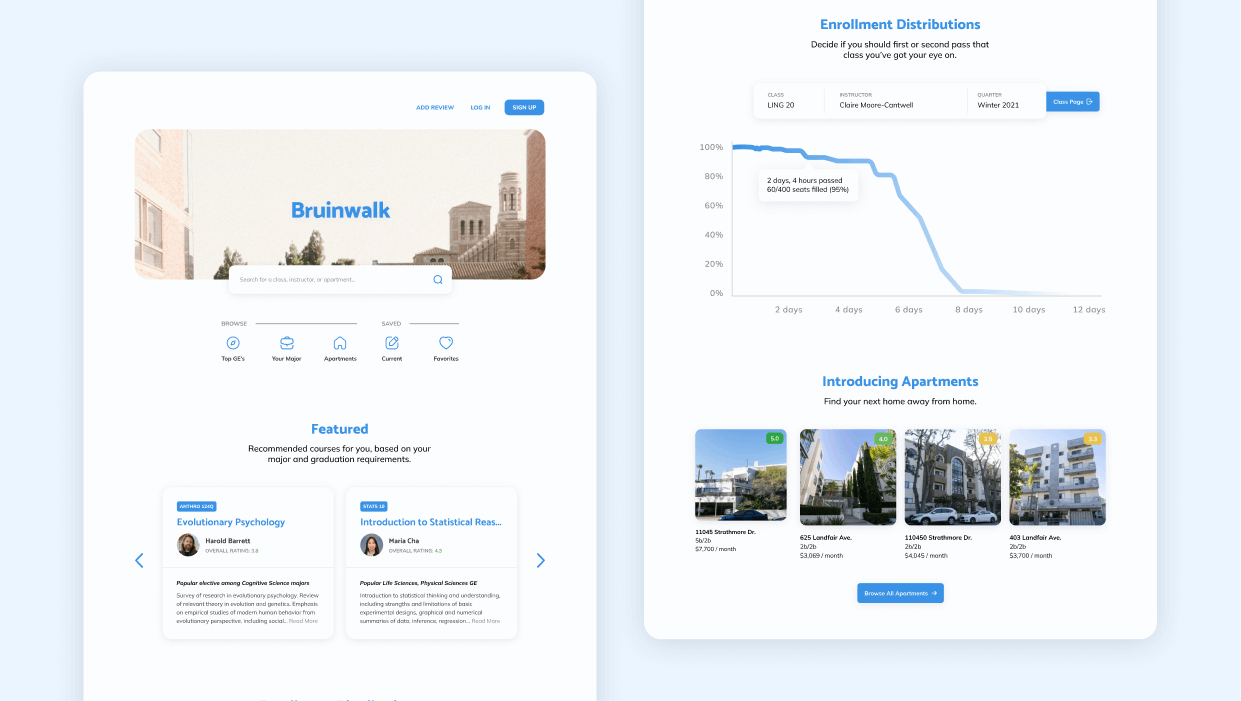 ADD REVIEW
LOG IN
SIGN UP
Bruinwalk
Search for a class, instructor, or apartment...
BROWSE
SAVED
Top GE's
Your Major
Apartments
Current
Favorites
Featured
Recommended courses for you, based on your
major and graduation requirements.
ANTHRO 124Q
Evolutionary Psychology
Harold Barrett
OVERALL RATING: 3.8
Popular elective among Cognitive Science majors
Survey of research in evolutionary psychology. Review
of relevant theory in evolution and genetics. Emphasis
on empirical studies of modern human behavior from
evolutionary perspective, including social... Read More
STATS 10
Introduction to Statistical Reas...
Maria Cha
OVERALL RATING: 4.3
Popular Life Sciences, Physical Sciences GE
Introduction to statistical thinking and understanding,
including strengths and limitations of basic
experimental designs, graphical and numerical
summaries of data, inference, regression... Read More
Enrollment Distributions
Decide if you should first or second pass that
class you've got your eye on.
CLASS
LING 20
INSTRUCTOR
Claire Moore-Cantwell
QUARTER
Winter 2021
Class Page
100%
80%
60%
40%
20%
0%
2 days, 4 hours passed
60/400 seats filled (95%)
2 days
4 days
6 days
8 days
10 days
12 days
Introducing Apartments
Find your next home away from home.
5.0
11045 Strathmore Dr.
5b/2b
$7,700 / month
4.0
625 Landfair Ave.
2b/2b
$3,069 / month
3.5
110450 Strathmore Dr.
2b/2b
$4,045 / month
3.3
403 Landfair Ave.
2b/2b
$3,700 / month
Browse All Apartments